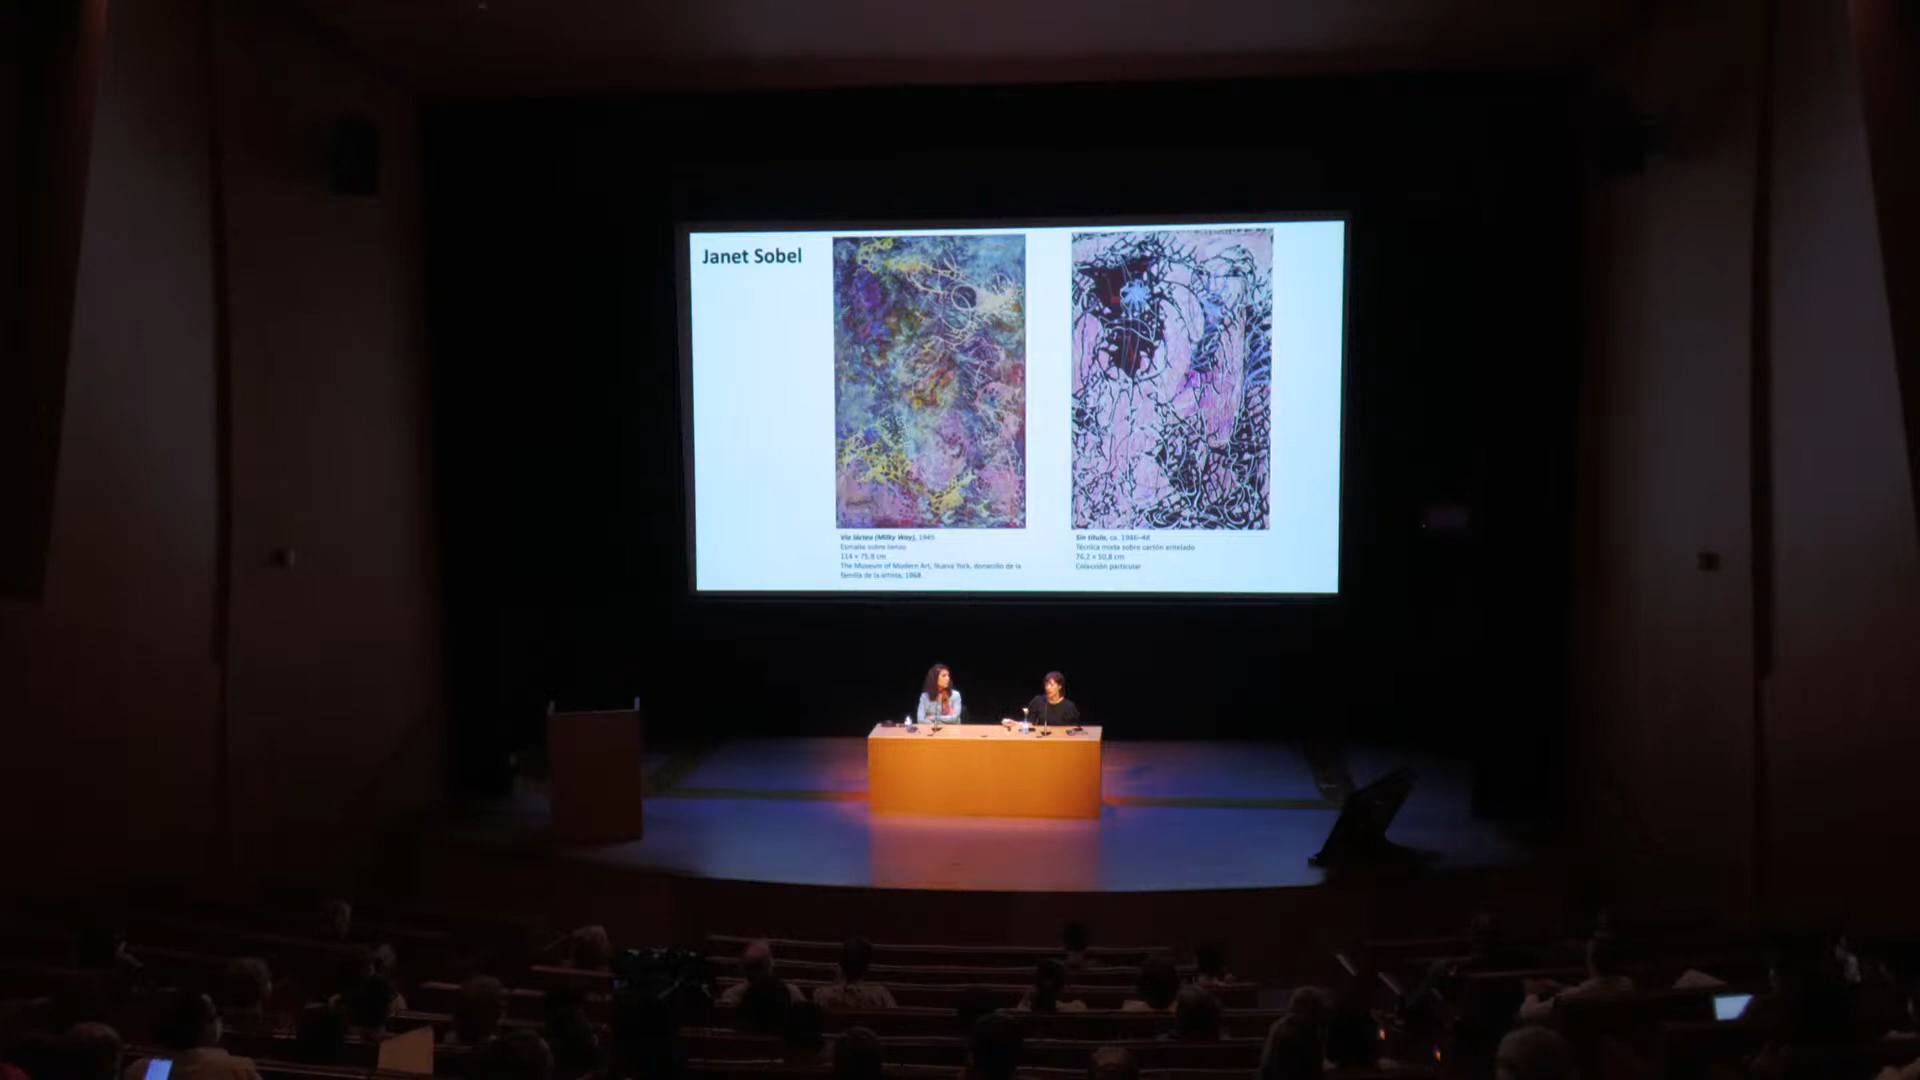 Janet Sobel
Vía láctea (Milky Way), 1945
Esmalte sobre lienzo
114 × 75,9 cm
The Museum of Modern Art, Nueva York, donación de la
familia de la artista, 1968
Sin título, ca. 1946–48
Técnica mixta sobre cartón entelado
76,2 × 50,8 cm
Colección particular